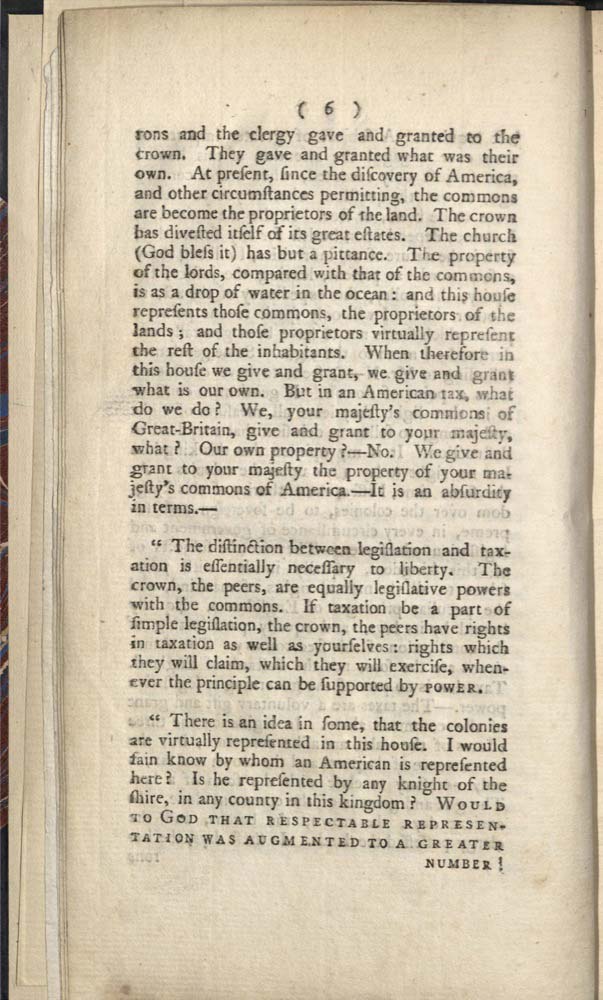 ( 6 )
rons and the clergy gave and granted to the
crown. They gave and granted what was their
own. At preſent, ſince the diſcovery of America,
and other circumſtances permitting, the commons
are become the proprietors of the land. The crown
has diveſted itſelf of its great eſtates. The church
(God bleſs it) has but a pittance. The property
of the lords, compared with that of the commons,
is as a drop of water in the ocean: and this houſe
repreſents thoſe commons, the proprietors of the
lands; and thoſe proprietors virtually repreſent
the reſt of the inhabitants. When therefore in
this houſe we give and grant, we give and grant
what is our own. But in an American tax, what
do we do? We, your majeſty's commons of
Great-Britain, give and grant to your majeſty,
what? Our own property?—No. We give and
grant to your majeſty the property of your ma-
jeſty's commons of America.—It is an abſurdity
in terms.—
“ The diſtinction between legiſlation and tax-
ation is eſſentially neceſſary to liberty. The
crown, the peers, are equally legiſlative powers
with the commons. If taxation be a part of
ſimple legiſlation, the crown, the peers have rights
in taxation as well as yourſelves: rights which
they will claim, which they will exerciſe, when-
ever the principle can be ſupported by POWER.
“ There is an idea in ſome, that the colonies
are virtually repreſented in this houſe. I would
fain know by whom an American is repreſented
here? Is he repreſented by any knight of the
ſhire, in any county in this kingdom? WOULD
TO GOD THAT RESPECTABLE REPRESEN-
TATION WAS AUGMENTED TO A GREATER
NUMBER!